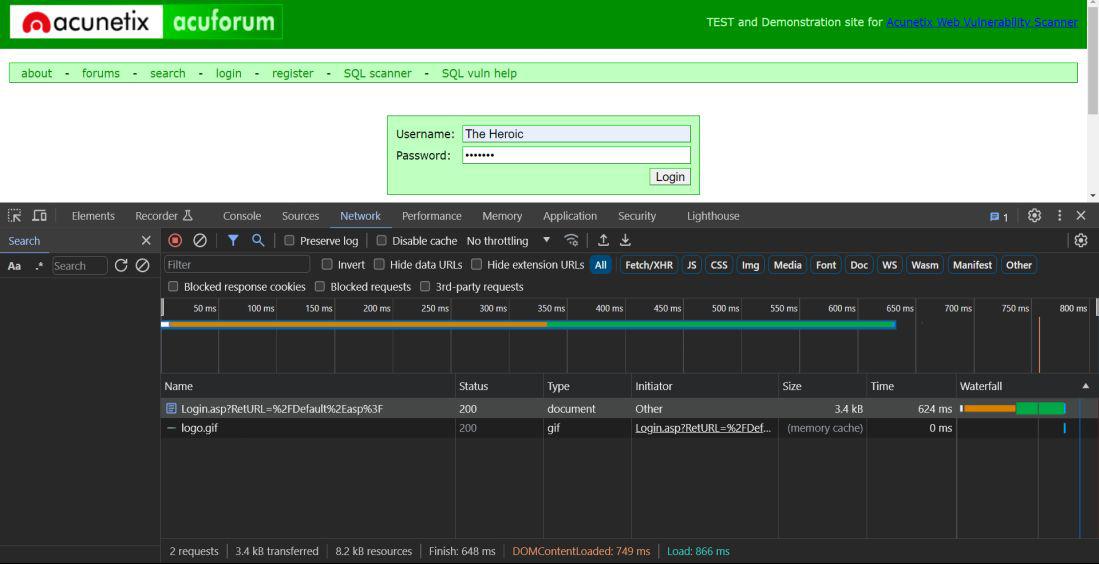 acunetix acuforum
TEST and Demonstration site for Acunetix Web Vulnerability Scanner
about - forums - search - login - register - SQL scanner - SQL vuln help
Username: The Heroic
Password: •••••••
Login
Elements Recorder Console Sources Network Performance Memory Application Security Lighthouse 1
Search
Preserve log Disable cache No throttling
Aa .* Search
Filter Invert Hide data URLs Hide extension URLs All Fetch/XHR JS CSS Img Media Font Doc WS Wasm Manifest Other
Blocked response cookies Blocked requests 3rd-party requests
50 ms 100 ms 150 ms 200 ms 250 ms 300 ms 350 ms 400 ms 450 ms 500 ms 550 ms 600 ms 650 ms 700 ms 750 ms 800 ms
Name Status Type Initiator Size Time Waterfall
Login.asp?RetURL=%2FDefault%2Easp%3F 200 document Other 3.4 kB 624 ms
logo.gif 200 gif Login.asp?RetURL=%2FDef... (memory cache) 0 ms
2 requests 3.4 kB transferred 8.2 kB resources Finish: 648 ms DOMContentLoaded: 749 ms Load: 866 ms